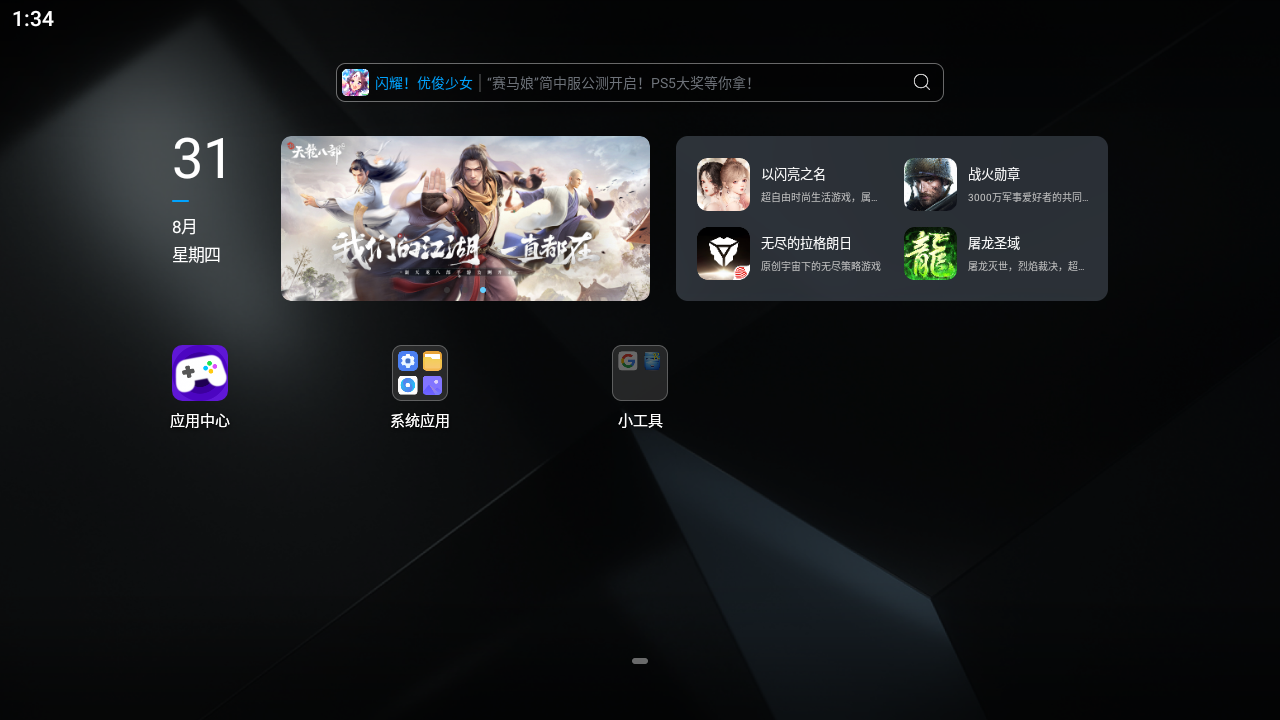 1:34
闪耀！优俊少女
“赛马娘”简中服公测开启！PS5大奖等你拿！
31
8月
星期四
天龙八部
我们的江湖 一直都在
以闪亮之名
超自由时尚生活游戏，属...
战火勋章
3000万军事爱好者的共同...
无尽的拉格朗日
原创宇宙下的无尽策略游戏
龍
屠龙圣域
屠龙灭世，烈焰裁决，超...
应用中心
系统应用
小工具